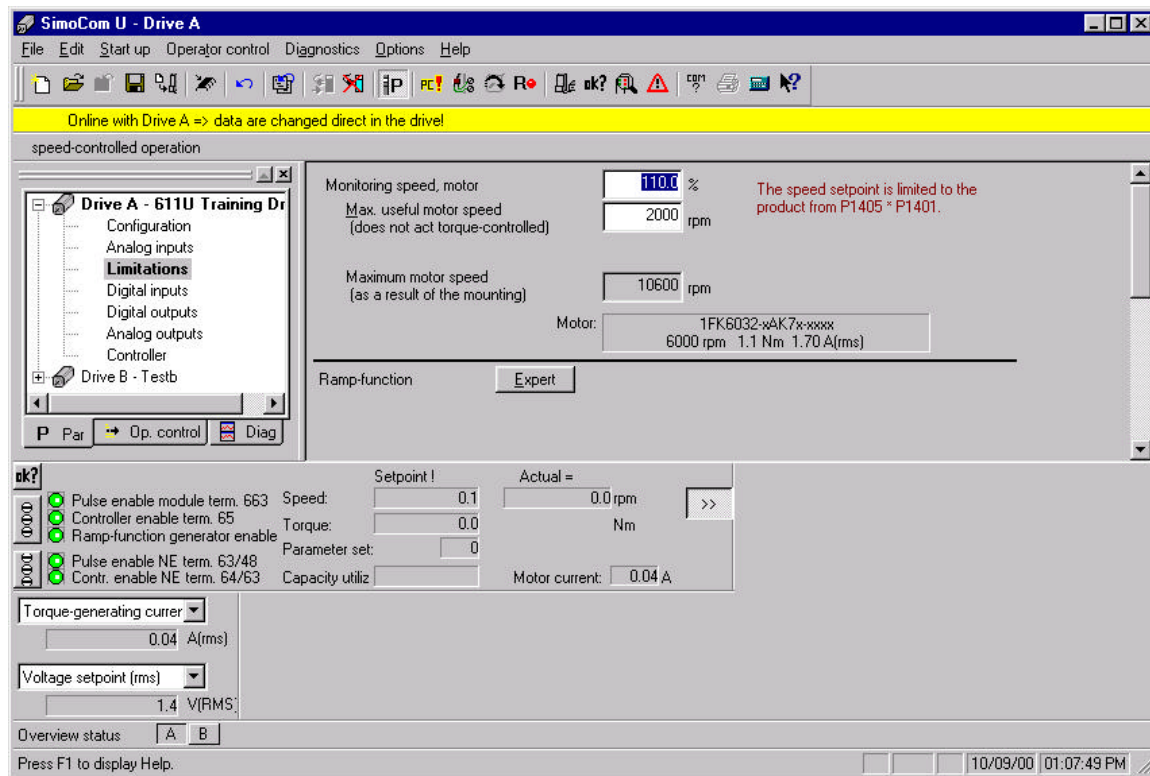 SimoCom U - Drive A
File Edit Start up Operator control Diagnostics Options Help
P PC! R ok? com ?
Online with Drive A => data are changed direct in the drive!
speed-controlled operation
Drive A - 611U Training Dr
Configuration
Analog inputs
Limitations
Digital inputs
Digital outputs
Analog outputs
Controller
Drive B - Testb
P Par Op. control Diag
Monitoring speed, motor 110.0 %
Max. useful motor speed 2000 rpm
(does not act torque-controlled)
The speed setpoint is limited to the
product from P1405 * P1401.
Maximum motor speed 10600 rpm
(as a result of the mounting)
Motor: 1FK6032-xAK7x-xxxx
6000 rpm 1.1 Nm 1.70 A(rms)
Ramp-function Expert
ok?
Pulse enable module term. 663
Controller enable term. 65
Ramp-function generator enable
Pulse enable NE term. 63/48
Contr. enable NE term. 64/63
Setpoint ! Actual =
Speed: 0.1 0.0 rpm >>
Torque: 0.0 Nm
Parameter set: 0
Capacity utiliz Motor current: 0.04 A
Torque-generating currer
0.04 A(rms)
Voltage setpoint (rms)
1.4 V(RMS)
Overview status A B
Press F1 to display Help. 10/09/00 01:07:49 PM